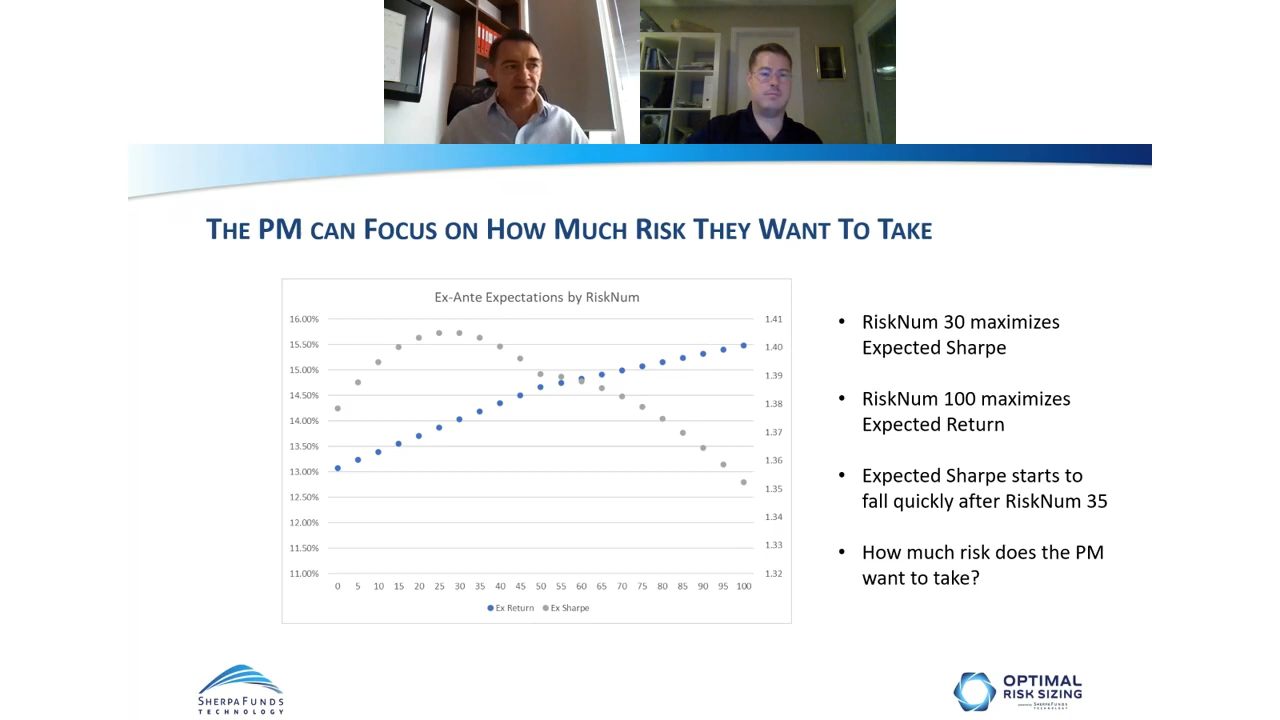 THE PM CAN FOCUS ON HOW MUCH RISK THEY WANT TO TAKE
Ex-Ante Expectations by RiskNum
16.00%
15.50%
15.00%
14.50%
14.00%
13.50%
13.00%
12.50%
12.00%
11.50%
11.00%
1.41
1.40
1.39
1.38
1.37
1.36
1.35
1.34
1.33
1.32
0 5 10 15 20 25 30 35 40 45 50 55 60 65 70 75 80 85 90 95 100
Ex Return Ex Sharpe
• RiskNum 30 maximizes
Expected Sharpe
• RiskNum 100 maximizes
Expected Return
• Expected Sharpe starts to
fall quickly after RiskNum 35
• How much risk does the PM
want to take?
SHERPAFUNDS
TECHNOLOGY
OPTIMAL
RISK SIZING